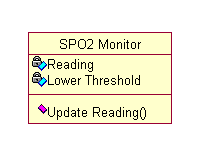 SPO2 Monitor
Reading
Lower Threshold
Update Reading()